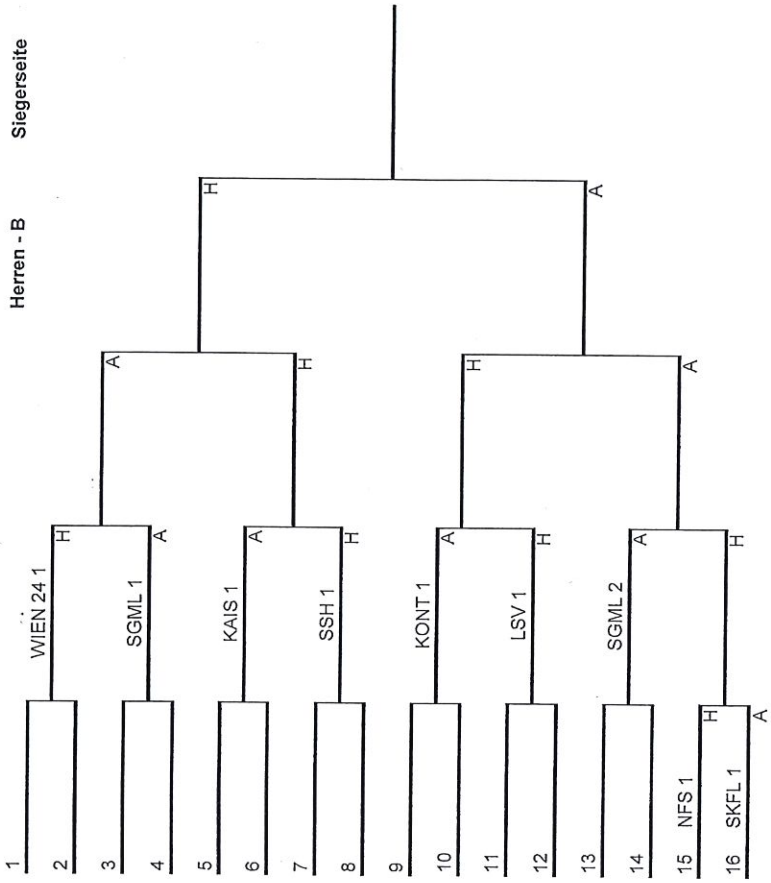 Herren - B Siegerseite
1
WIEN 24 1
2
H
3
SGML 1
4
A
A
5
KAIS 1
6
A
7
SSH 1
8
H
H
H
9
KONT 1
10
A
11
LSV 1
12
H
H
13
SGML 2
14
A
15
NFS 1
H
H
16
SKFL 1
A
A
A